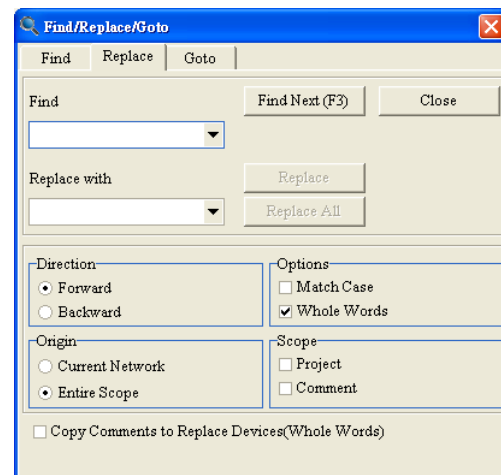 Find/Replace/Goto
Find Replace Goto
Find Find Next (F3) Close
Replace with Replace
Replace All
Direction Options
Forward Match Case
Backward Whole Words
Origin Scope
Current Network Project
Entire Scope Comment
Copy Comments to Replace Devices(Whole Words)